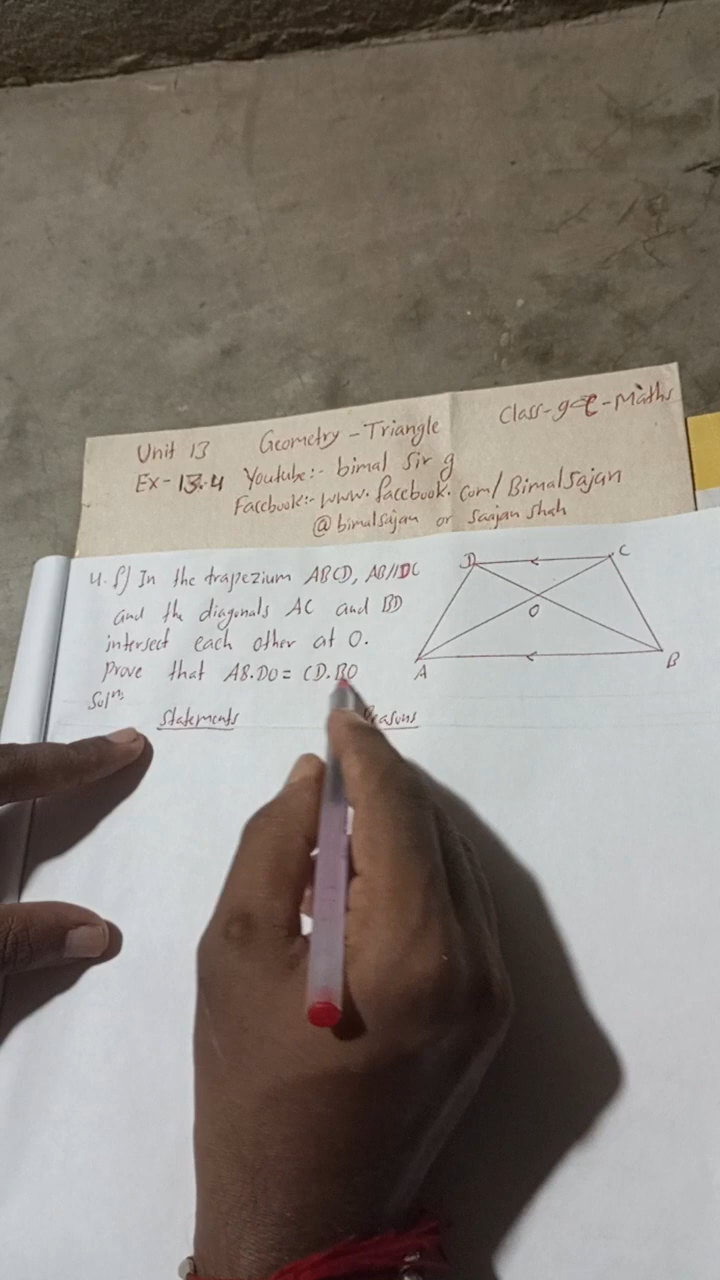 Unit 13 Geometry - Triangle Class-9 - Maths
Ex - 13.4 Youtube:- bimal Sir g
Facebook:- www.facebook.com/Bimalsajan
@bimalsajan or Saajan Shah
4. f) In the trapezium ABCD, AB//DC
and the diagonals AC and BD
intersect each other at O.
Prove that AB.DO = CD.BO
Solⁿ:
Statements Reasons
D C
O
A B